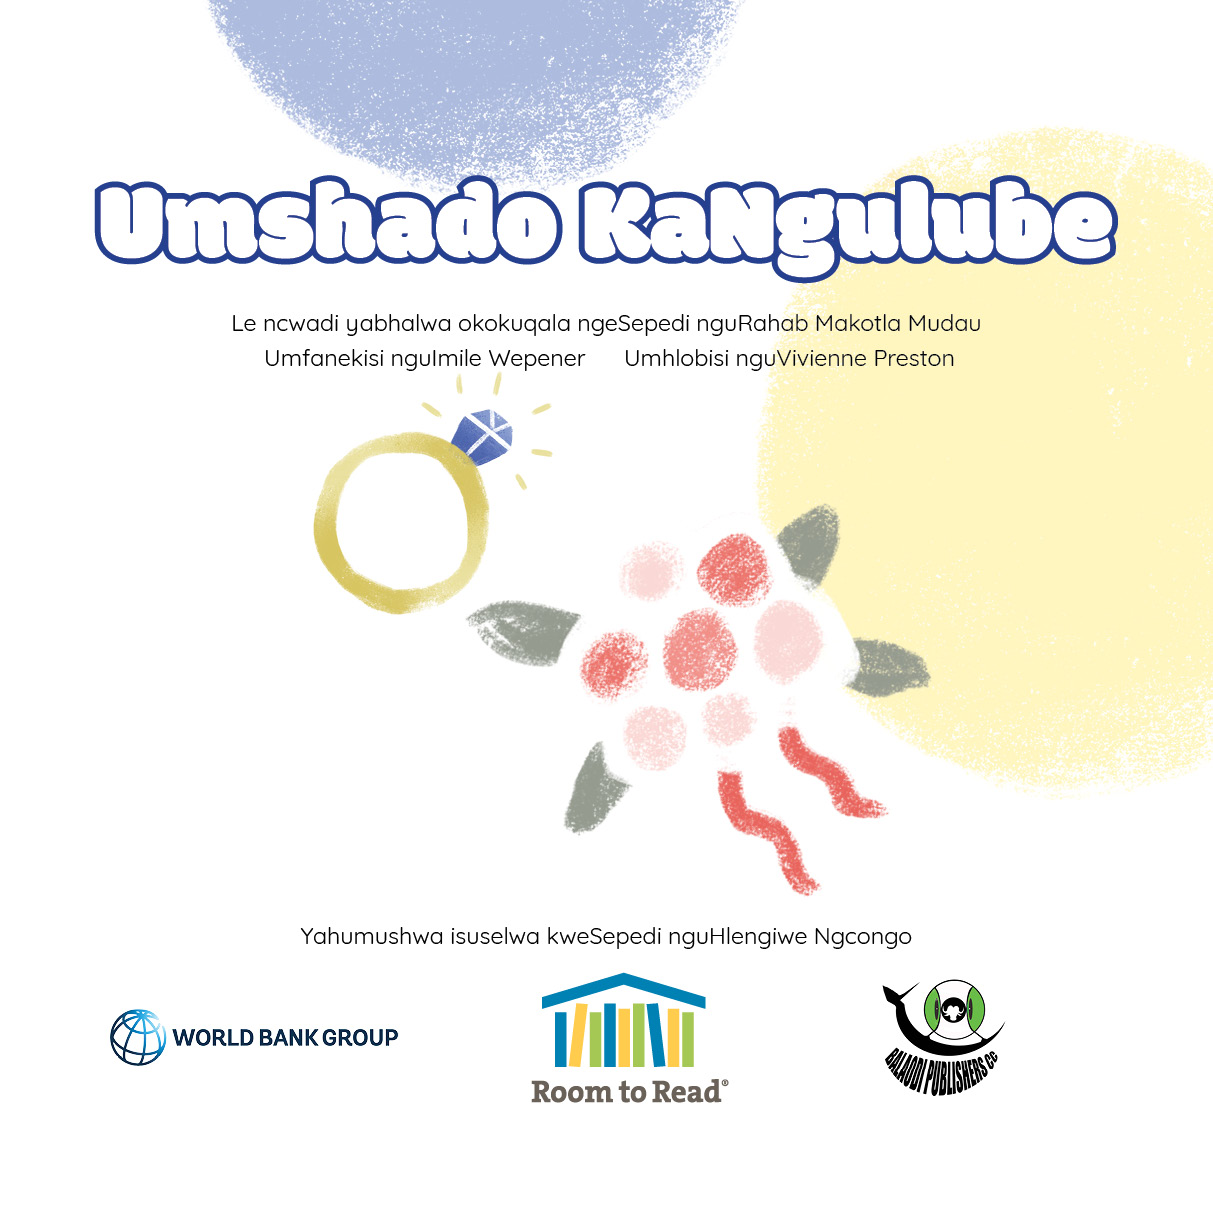 Umshado KaNgulube
Le ncwadi yabhalwa okokuqala ngeSepedi nguRahab Makotla Mudau
Umfanekisi nguImile Wepener Umhlobisi nguVivienne Preston
Yahumushwa isuselwa kweSepedi nguHlengiwe Ngcongo
WORLD BANK GROUP
Room to Read®
BALAODI PUBLISHERS CC